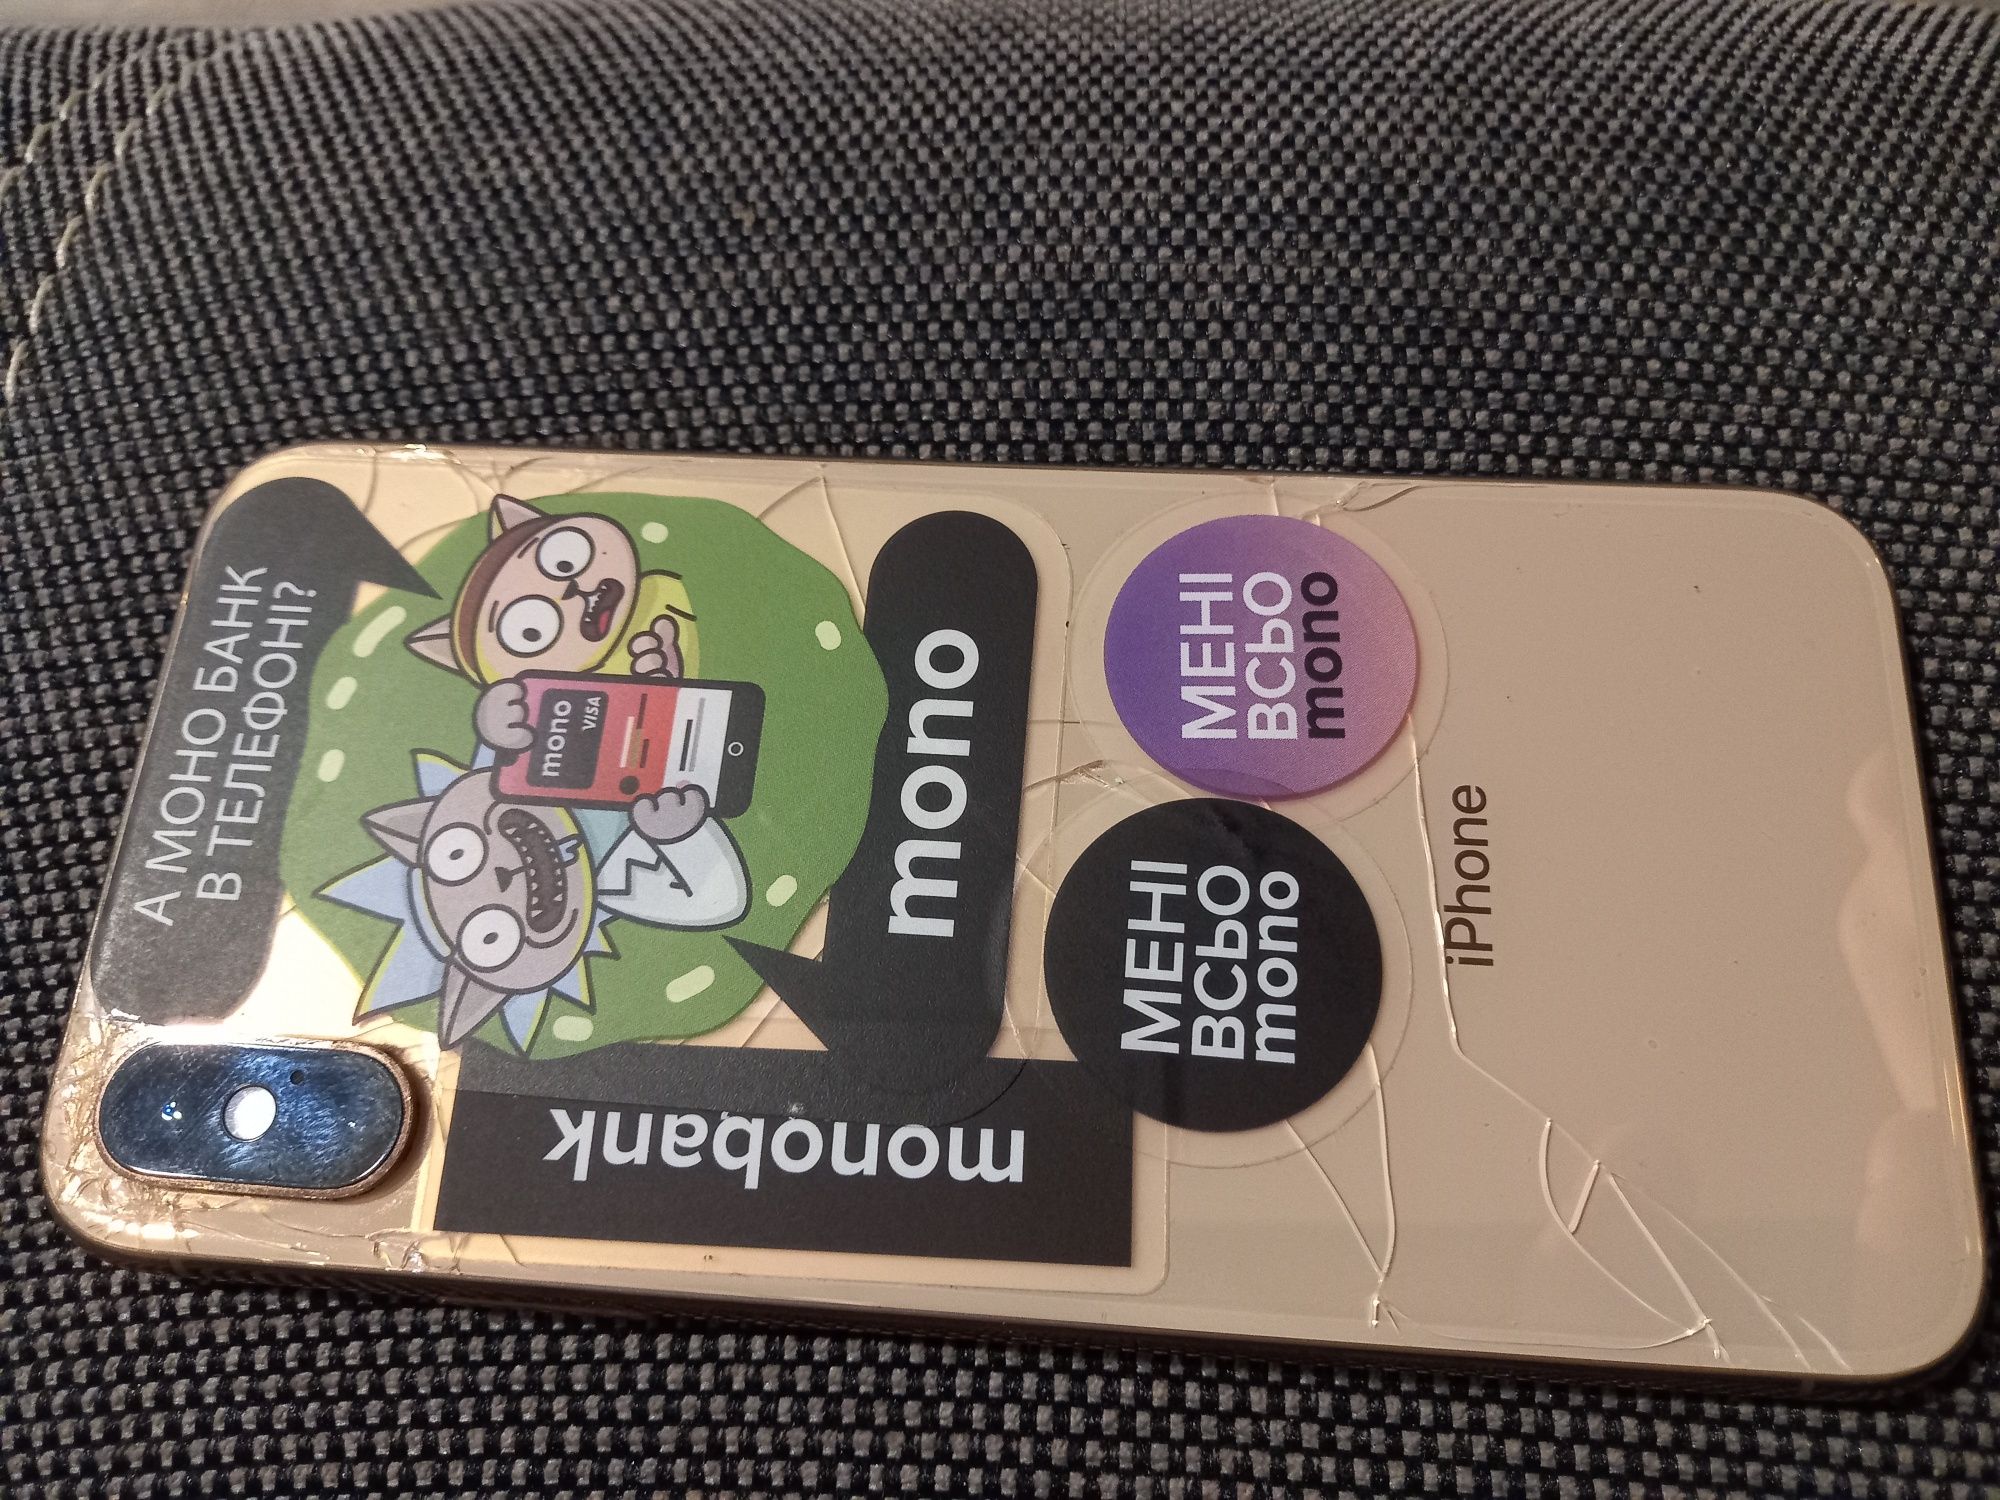 А МОНО БАНК
В ТЕЛЕФОНІ?
mono
VISA
mono
monobank
МЕНІ
ВСЬО
mono
МЕНІ
ВСЬО
mono
iPhone